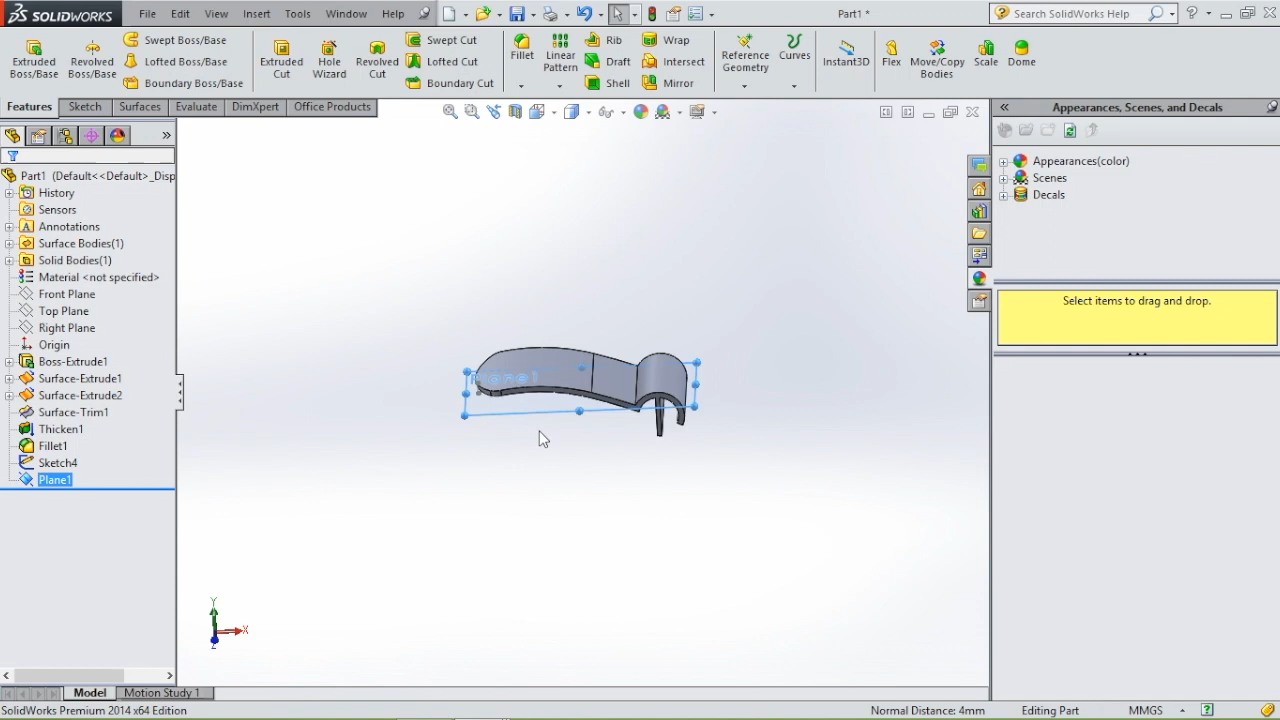 SOLIDWORKS File Edit View Insert Tools Window Help Part1 * Search SolidWorks Help
Extruded Boss/Base
Revolved Boss/Base
Swept Boss/Base
Lofted Boss/Base
Boundary Boss/Base
Extruded Cut
Hole Wizard
Revolved Cut
Swept Cut
Lofted Cut
Boundary Cut
Fillet
Linear Pattern
Rib
Draft
Shell
Wrap
Intersect
Mirror
Reference Geometry
Curves
Instant3D
Flex
Move/Copy Bodies
Scale
Dome
Features Sketch Surfaces Evaluate DimXpert Office Products
Appearances, Scenes, and Decals
Part1 (Default<<Default>_Disp
History
Sensors
Annotations
Surface Bodies(1)
Solid Bodies(1)
Material <not specified>
Front Plane
Top Plane
Right Plane
Origin
Boss-Extrude1
Surface-Extrude1
Surface-Extrude2
Surface-Trim1
Thicken1
Fillet1
Sketch4
Plane1
Plane1
Y
X
Z
Appearances(color)
Scenes
Decals
Select items to drag and drop.
Model Motion Study 1
SolidWorks Premium 2014 x64 Edition Normal Distance: 4mm Editing Part MMGS